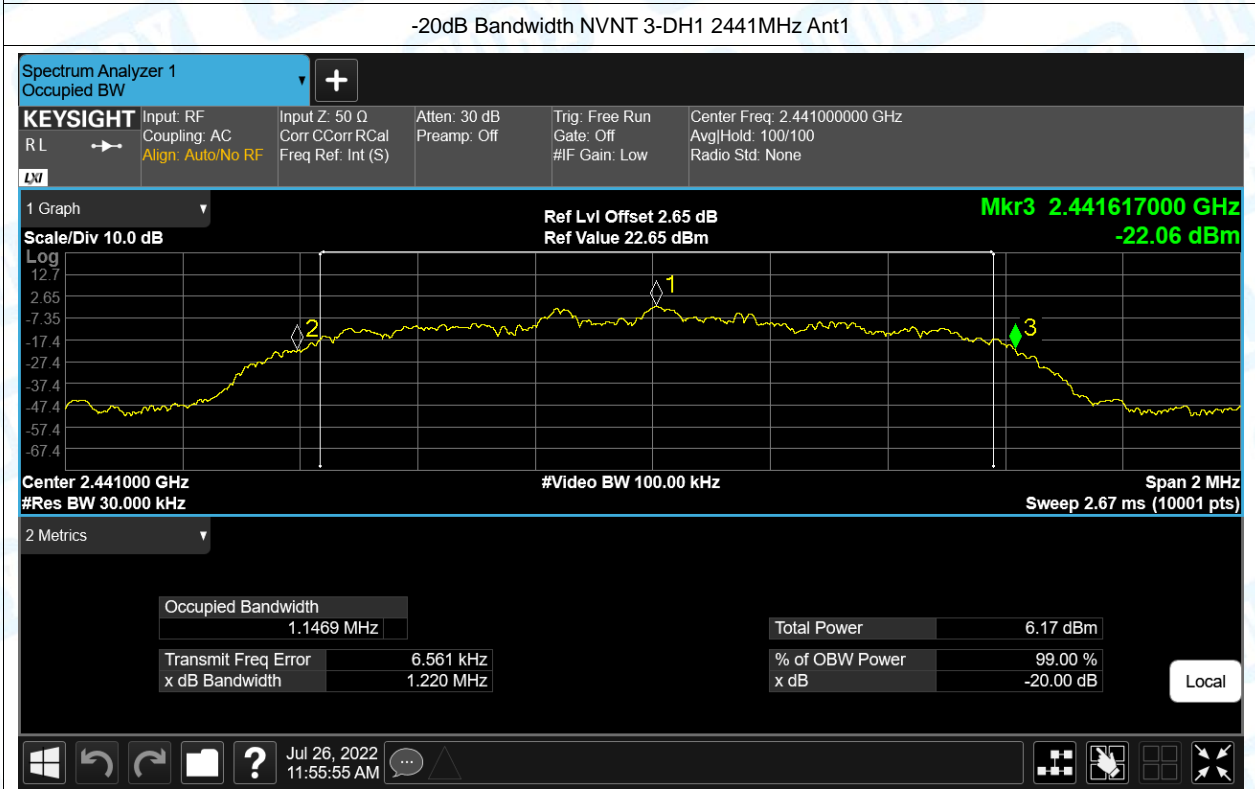 -20dB Bandwidth NVNT 3-DH1 2441MHz Ant1
Spectrum Analyzer 1
Occupied BW
KEYSIGHT
R L
LXI
Input: RF
Coupling: AC
Align: Auto/No RF
Input Z: 50 Ω
Corr CCorr RCal
Freq Ref: Int (S)
Atten: 30 dB
Preamp: Off
Trig: Free Run
Gate: Off
#IF Gain: Low
Center Freq: 2.441000000 GHz
Avg|Hold: 100/100
Radio Std: None
1 Graph
Scale/Div 10.0 dB
Ref Lvl Offset 2.65 dB
Ref Value 22.65 dBm
Mkr3 2.441617000 GHz
-22.06 dBm
Log
12.7
2.65
-7.35
-17.4
-27.4
-37.4
-47.4
-57.4
-67.4
1
2
3
Center 2.441000 GHz
#Res BW 30.000 kHz
#Video BW 100.00 kHz
Span 2 MHz
Sweep 2.67 ms (10001 pts)
2 Metrics
Occupied Bandwidth
1.1469 MHz
Transmit Freq Error 6.561 kHz
x dB Bandwidth 1.220 MHz
Total Power 6.17 dBm
% of OBW Power 99.00 %
x dB -20.00 dB
Local
?
Jul 26, 2022
11:55:55 AM